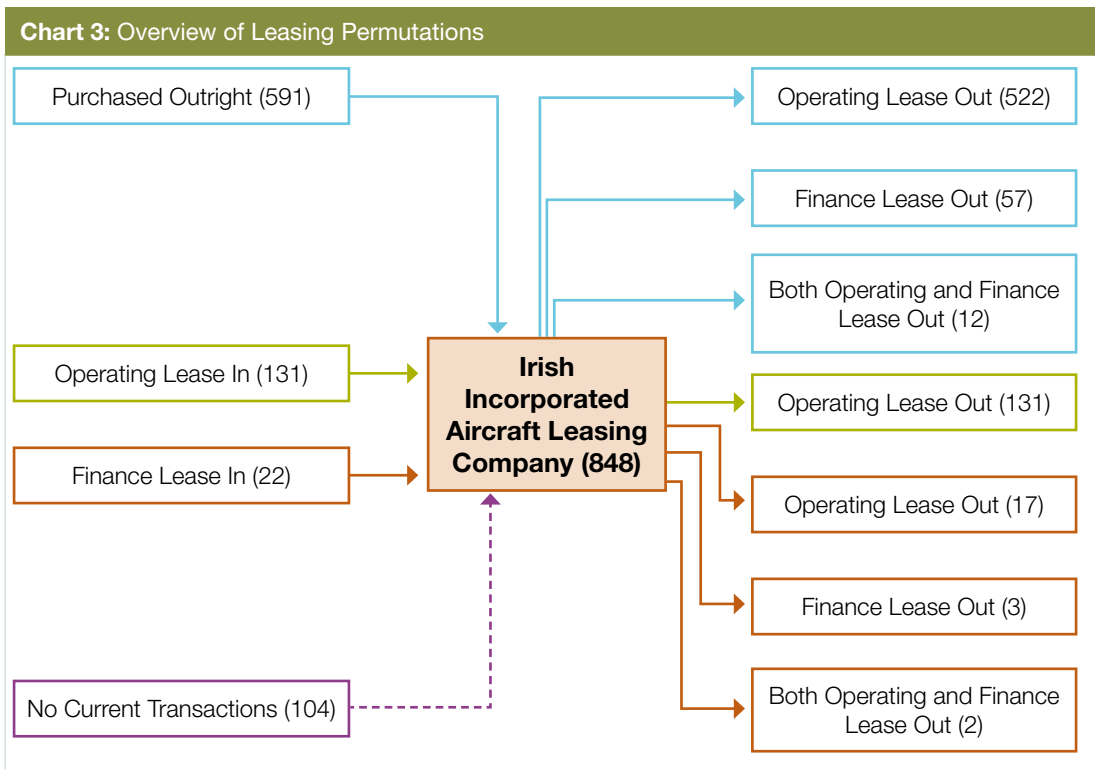 Chart 3: Overview of Leasing Permutations
Purchased Outright (591)
Operating Lease In (131)
Finance Lease In (22)
No Current Transactions (104)
Irish
Incorporated
Aircraft Leasing
Company (848)
Operating Lease Out (522)
Finance Lease Out (57)
Both Operating and Finance
Lease Out (12)
Operating Lease Out (131)
Operating Lease Out (17)
Finance Lease Out (3)
Both Operating and Finance
Lease Out (2)